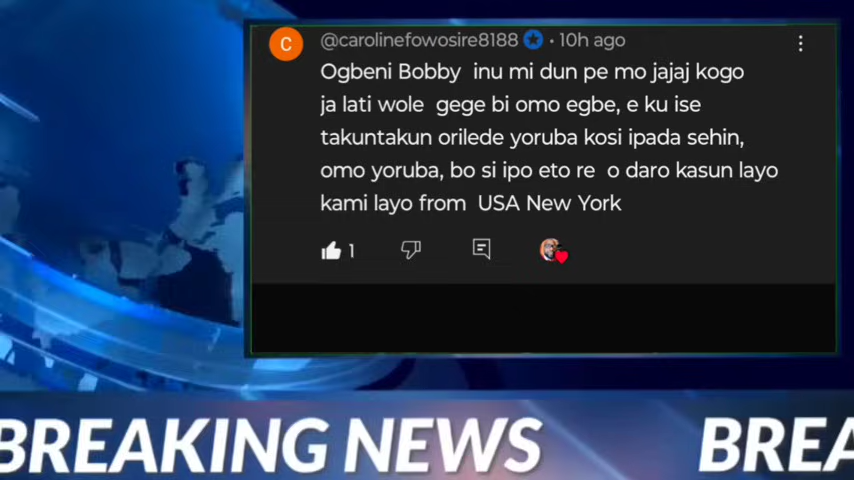 @carolinefowosire8188 • 10h ago
Ogbeni Bobby inu mi dun pe mo jajaj kogo
ja lati wole gege bi omo egbe, e ku ise
takuntakun orilede yoruba kosi ipada sehin,
omo yoruba, bo si ipo eto re o daro kasun layo
kami layo from USA New York
1
BREAKING NEWS BREA